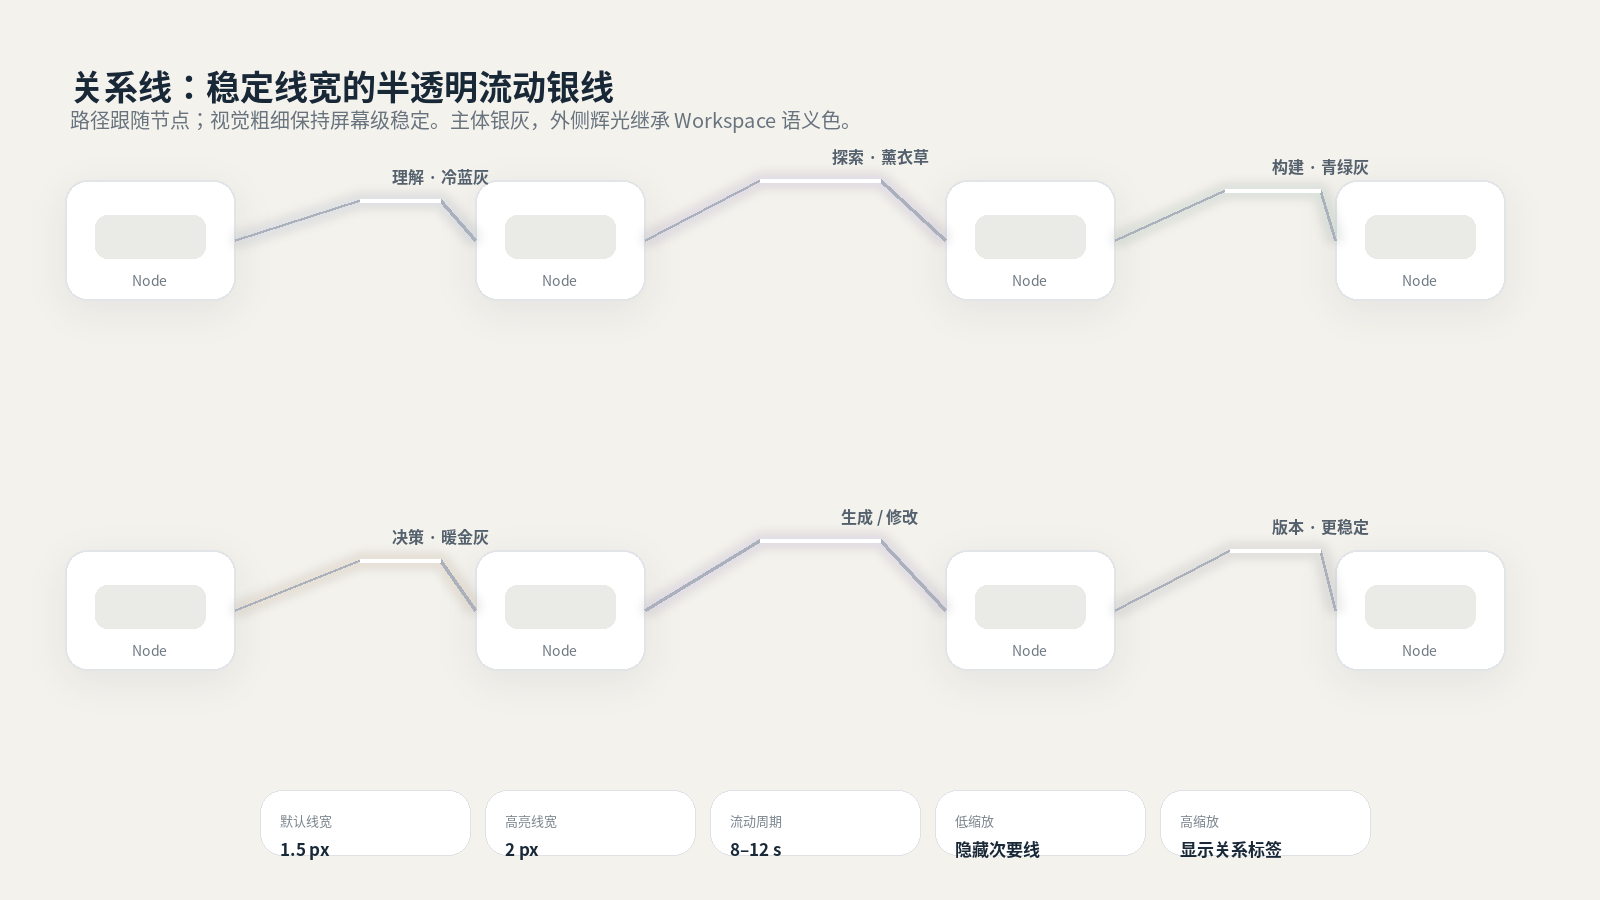 关系线：稳定线宽的半透明流动银线
路径跟随节点；视觉粗细保持屏幕级稳定。主体银灰，外侧辉光继承 Workspace 语义色。
理解 · 冷蓝灰
探索 · 薰衣草
构建 · 青绿灰
Node
Node
Node
Node
决策 · 暖金灰
生成 / 修改
版本 · 更稳定
Node
Node
Node
Node
默认线宽
1.5 px
高亮线宽
2 px
流动周期
8–12 s
低缩放
隐藏次要线
高缩放
显示关系标签